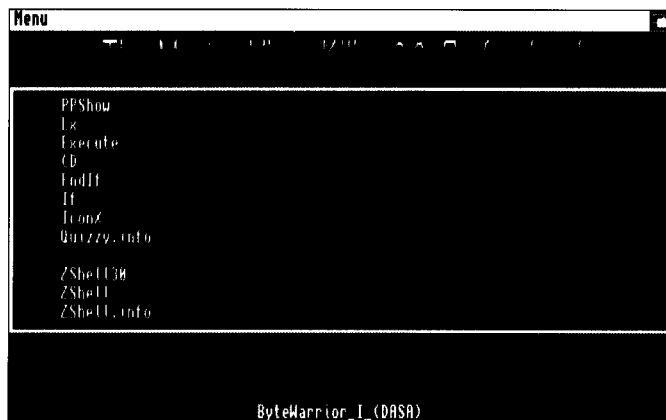 Menu
PPShow
Lx
Execute
CD
EndIf
If
IconX
Quizzy.info
ZShell30
ZShell
ZShell.info
ByteWarrior_I_(DASA)